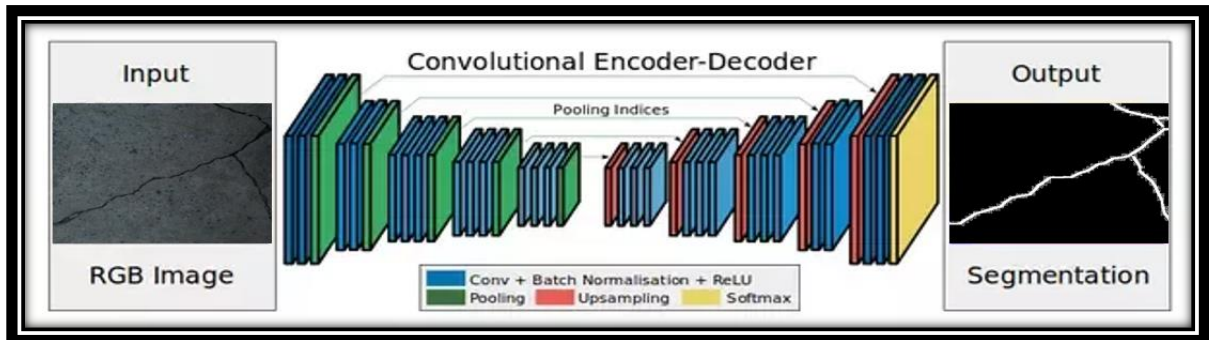 Input
RGB Image
Convolutional Encoder-Decoder
Pooling Indices
Conv + Batch Normalisation + ReLU
Pooling Upsampling Softmax
Output
Segmentation